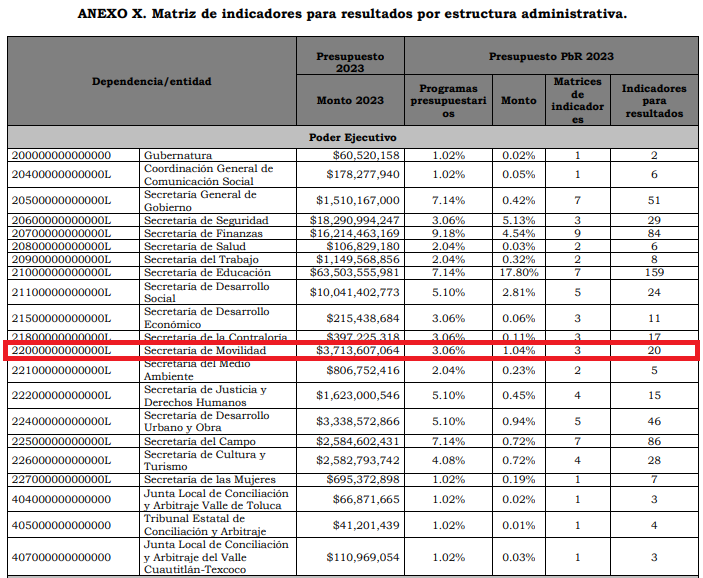 ANEXO X. Matriz de indicadores para resultados por estructura administrativa.
Dependencia/entidad Presupuesto 2023 Presupuesto PbR 2023
Monto 2023 Programas presupuestari os Monto Matrices de indicador es Indicadores para resultados
Poder Ejecutivo
200000000000000 Gubernatura $60,520,158 1.02% 0.02% 1 2
20400000000000L Coordinación General de Comunicación Social $178,277,940 1.02% 0.05% 1 6
20500000000000L Secretaría General de Gobierno $1,510,167,000 7.14% 0.42% 7 51
20600000000000L Secretaría de Seguridad $18,290,994,247 3.06% 5.13% 3 29
20700000000000L Secretaría de Finanzas $16,214,463,169 9.18% 4.54% 9 84
20800000000000L Secretaría de Salud $106,829,180 2.04% 0.03% 2 6
20900000000000L Secretaría del Trabajo $1,149,568,856 2.04% 0.32% 2 8
21000000000000L Secretaría de Educación $63,503,555,981 7.14% 17.80% 7 159
21100000000000L Secretaría de Desarrollo Social $10,041,402,773 5.10% 2.81% 5 24
21500000000000L Secretaría de Desarrollo Económico $215,438,684 3.06% 0.06% 3 11
21800000000000L Secretaría de la Contraloría $397,225,318 3.06% 0.11% 3 17
22000000000000L Secretaría de Movilidad $3,713,607,064 3.06% 1.04% 3 20
22100000000000L Secretaría del Medio Ambiente $806,752,416 2.04% 0.23% 2 5
22200000000000L Secretaría de Justicia y Derechos Humanos $1,623,000,546 5.10% 0.45% 4 15
22400000000000L Secretaría de Desarrollo Urbano y Obra $3,338,572,866 5.10% 0.94% 5 46
22500000000000L Secretaría del Campo $2,584,602,431 7.14% 0.72% 7 86
22600000000000L Secretaría de Cultura y Turismo $2,582,793,742 4.08% 0.72% 4 28
22700000000000L Secretaría de las Mujeres $695,372,898 1.02% 0.19% 1 7
404000000000000 Junta Local de Conciliación y Arbitraje Valle de Toluca $66,871,665 1.02% 0.02% 1 3
405000000000000 Tribunal Estatal de Conciliación y Arbitraje $41,201,439 1.02% 0.01% 1 4
407000000000000 Junta Local de Conciliación y Arbitraje del Valle Cuautitlán-Texcoco $110,969,054 1.02% 0.03% 1 3